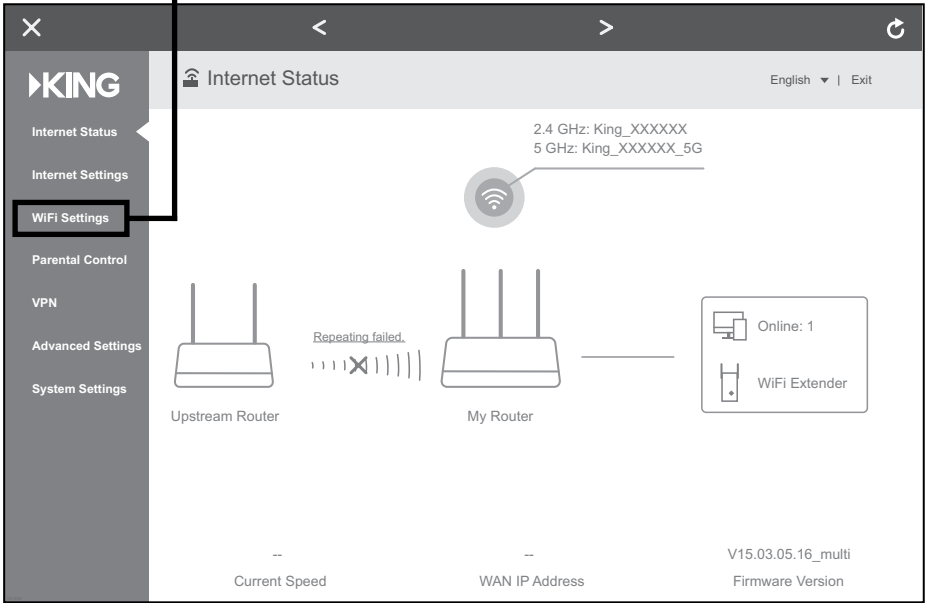 KING
Internet Status
English ▼ | Exit
Internet Status
Internet Settings
WiFi Settings
Parental Control
VPN
Advanced Settings
System Settings
2.4 GHz: King_XXXXXX
5 GHz: King_XXXXXX_5G
Repeating failed.
Upstream Router
My Router
Online: 1
WiFi Extender
--
Current Speed
--
WAN IP Address
V15.03.05.16_multi
Firmware Version